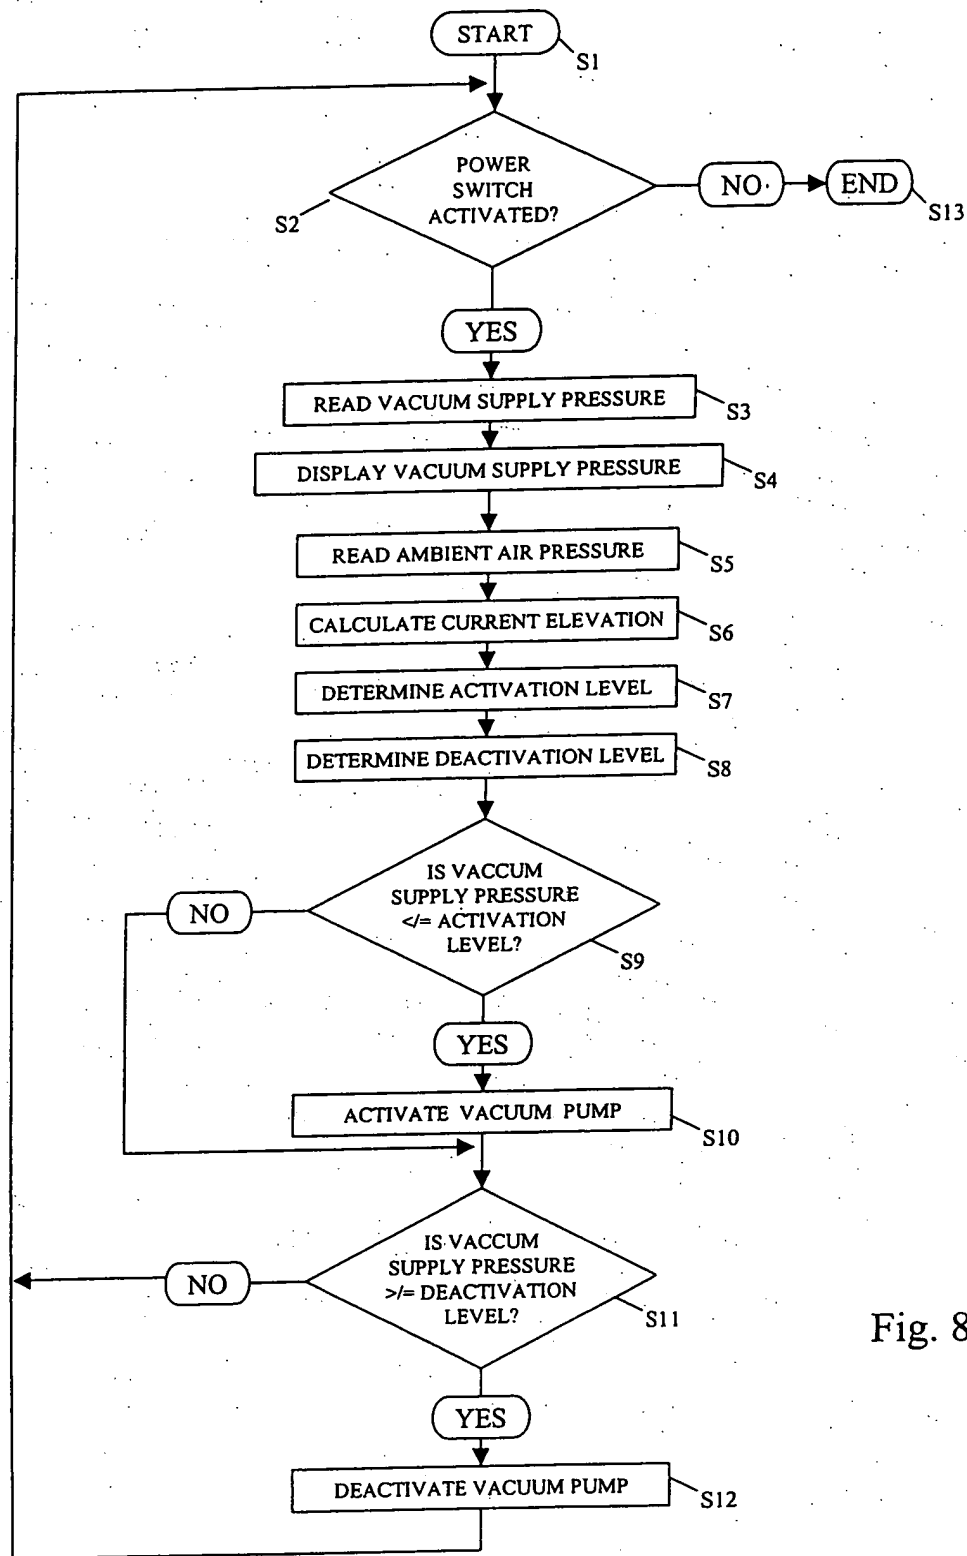 START
S1
POWER
SWITCH
ACTIVATED?
S2
NO
END
S13
YES
READ VACUUM SUPPLY PRESSURE
S3
DISPLAY VACUUM SUPPLY PRESSURE
S4
READ AMBIENT AIR PRESSURE
S5
CALCULATE CURRENT ELEVATION
S6
DETERMINE ACTIVATION LEVEL
S7
DETERMINE DEACTIVATION LEVEL
S8
IS VACCUM
SUPPLY PRESSURE
</= ACTIVATION
LEVEL?
NO
S9
YES
ACTIVATE VACUUM PUMP
S10
IS VACCUM
SUPPLY PRESSURE
>/= DEACTIVATION
LEVEL?
NO
S11
Fig. 8
YES
DEACTIVATE VACUUM PUMP
S12